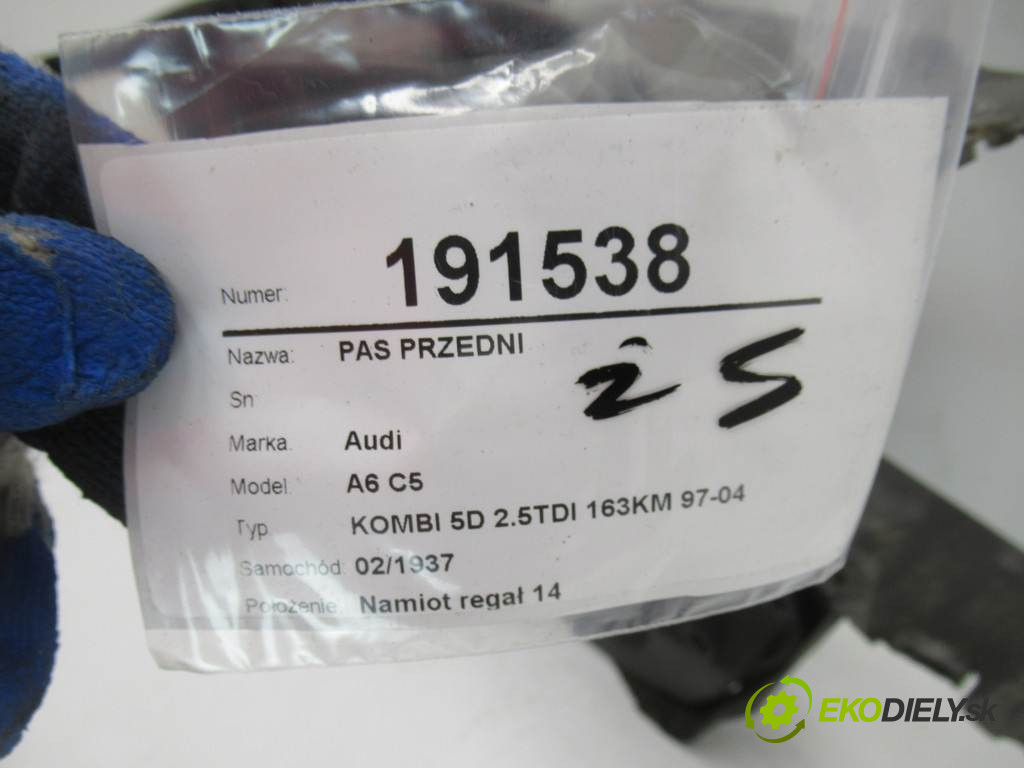 Numer: 191538
Nazwa: PAS PRZEDNI
Sn
Marka: Audi
Model: A6 C5
Typ KOMBI 5D 2.5TDI 163KM 97-04
Samochód: 02/1937
Położenie: Namiot regał 14
EKODIELY.sk